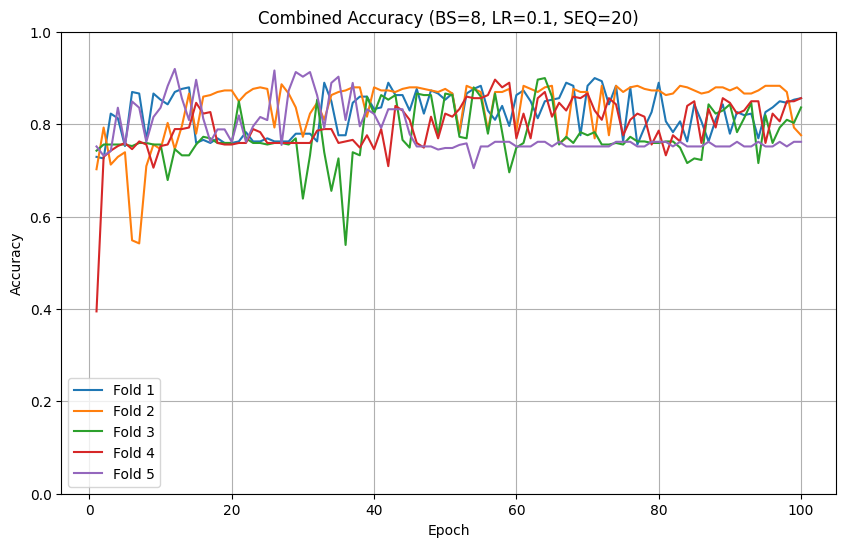 Combined Accuracy (BS=8, LR=0.1, SEQ=20)
1.0
0.8
0.6
0.4
0.2
0.0
Accuracy
Fold 1
Fold 2
Fold 3
Fold 4
Fold 5
0 20 40 60 80 100
Epoch